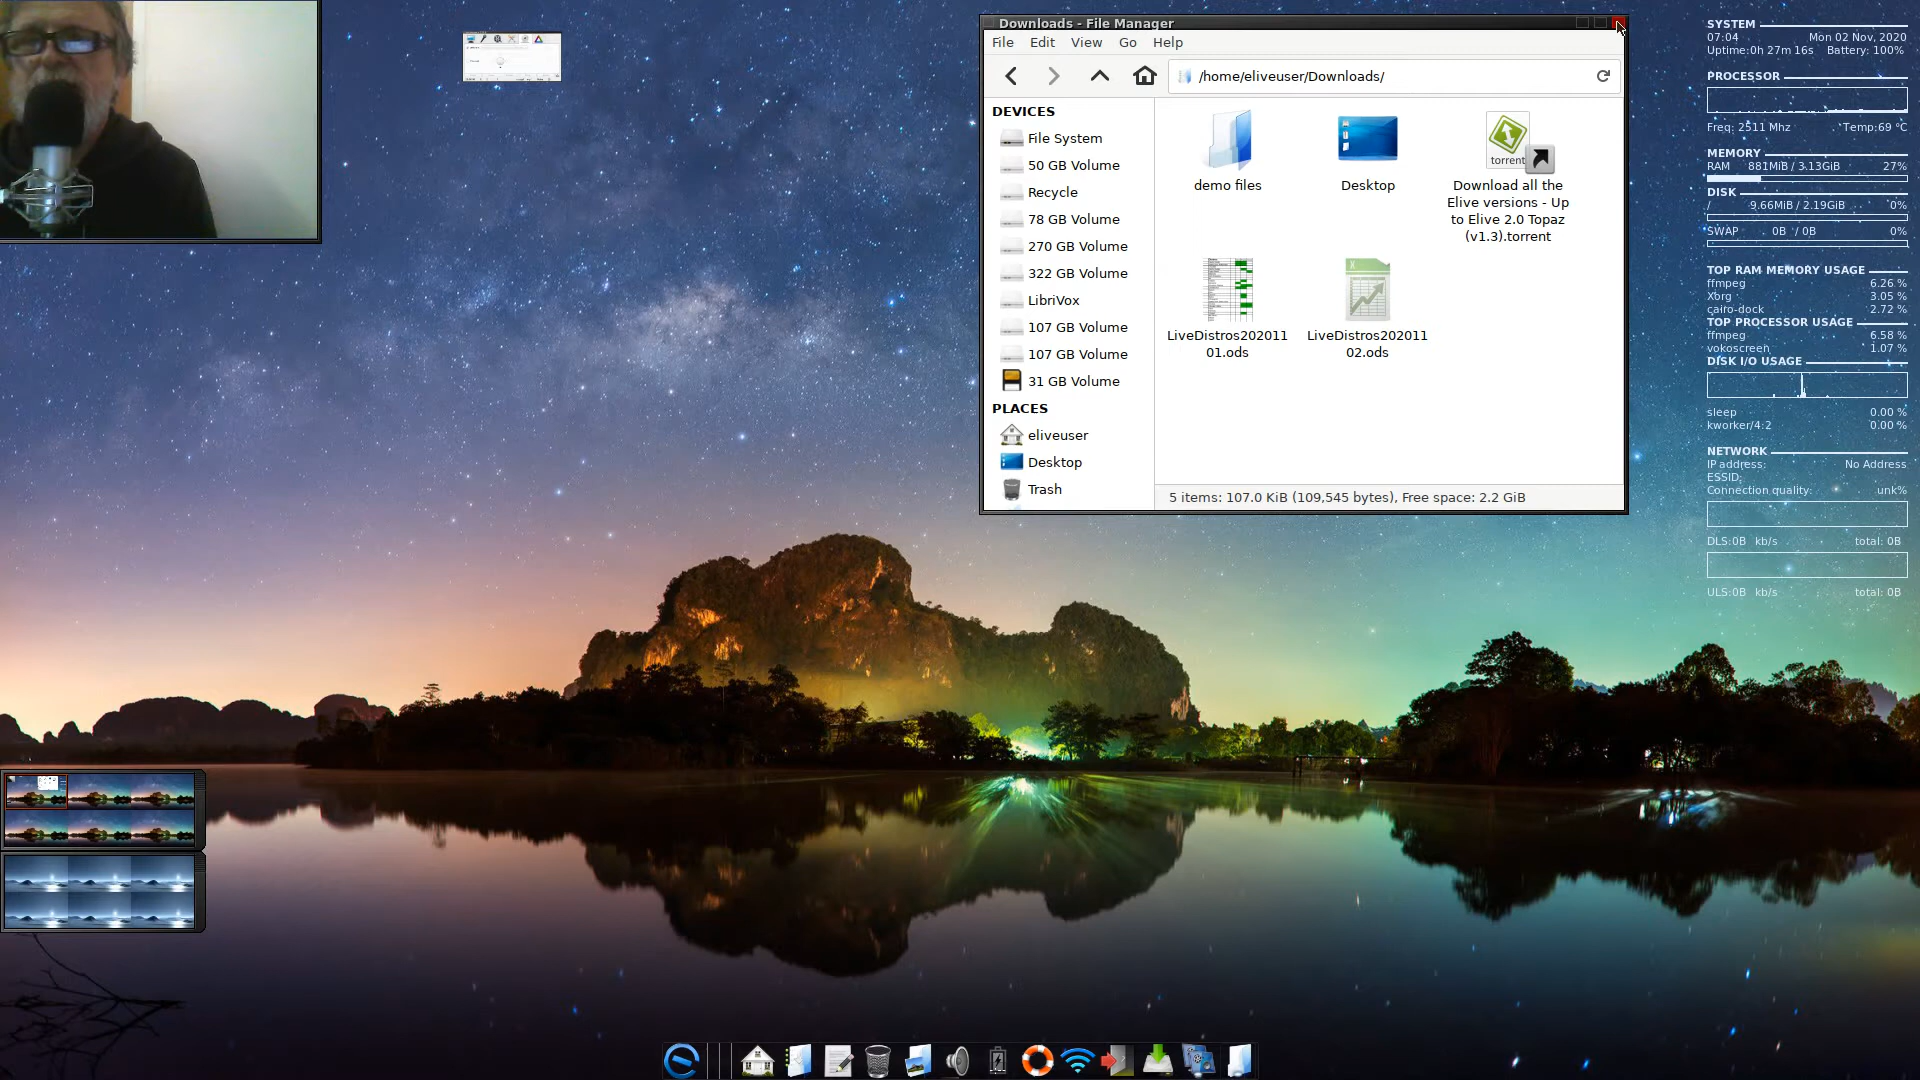 Downloads - File Manager
File Edit View Go Help
/home/eliveuser/Downloads/
DEVICES
File System
50 GB Volume
Recycle
78 GB Volume
270 GB Volume
322 GB Volume
LibriVox
107 GB Volume
107 GB Volume
31 GB Volume
PLACES
eliveuser
Desktop
Trash
demo files
Desktop
torrent
Download all the
Elive versions - Up
to Elive 2.0 Topaz
(v1.3).torrent
LiveDistros202011
01.ods
LiveDistros202011
02.ods
5 items: 107.0 KiB (109,545 bytes), Free space: 2.2 GiB
SYSTEM
07:04 Mon 02 Nov, 2020
Uptime:0h 27m 16s Battery: 100%
PROCESSOR
Freq: 2511 Mhz Temp:69 °C
MEMORY
RAM 881MiB / 3.13GiB 27%
DISK
/ 9.66MiB / 2.19GiB 0%
SWAP 0B / 0B 0%
TOP RAM MEMORY USAGE
ffmpeg 6.26 %
Xorg 3.05 %
cairo-dock 2.72 %
TOP PROCESSOR USAGE
ffmpeg 6.58 %
vokoscreen 1.07 %
DISK I/O USAGE
sleep 0.00 %
kworker/4:2 0.00 %
NETWORK
IP address: No Address
ESSID:
Connection quality: unk%
DLS:0B kb/s total: 0B
ULS:0B kb/s total: 0B